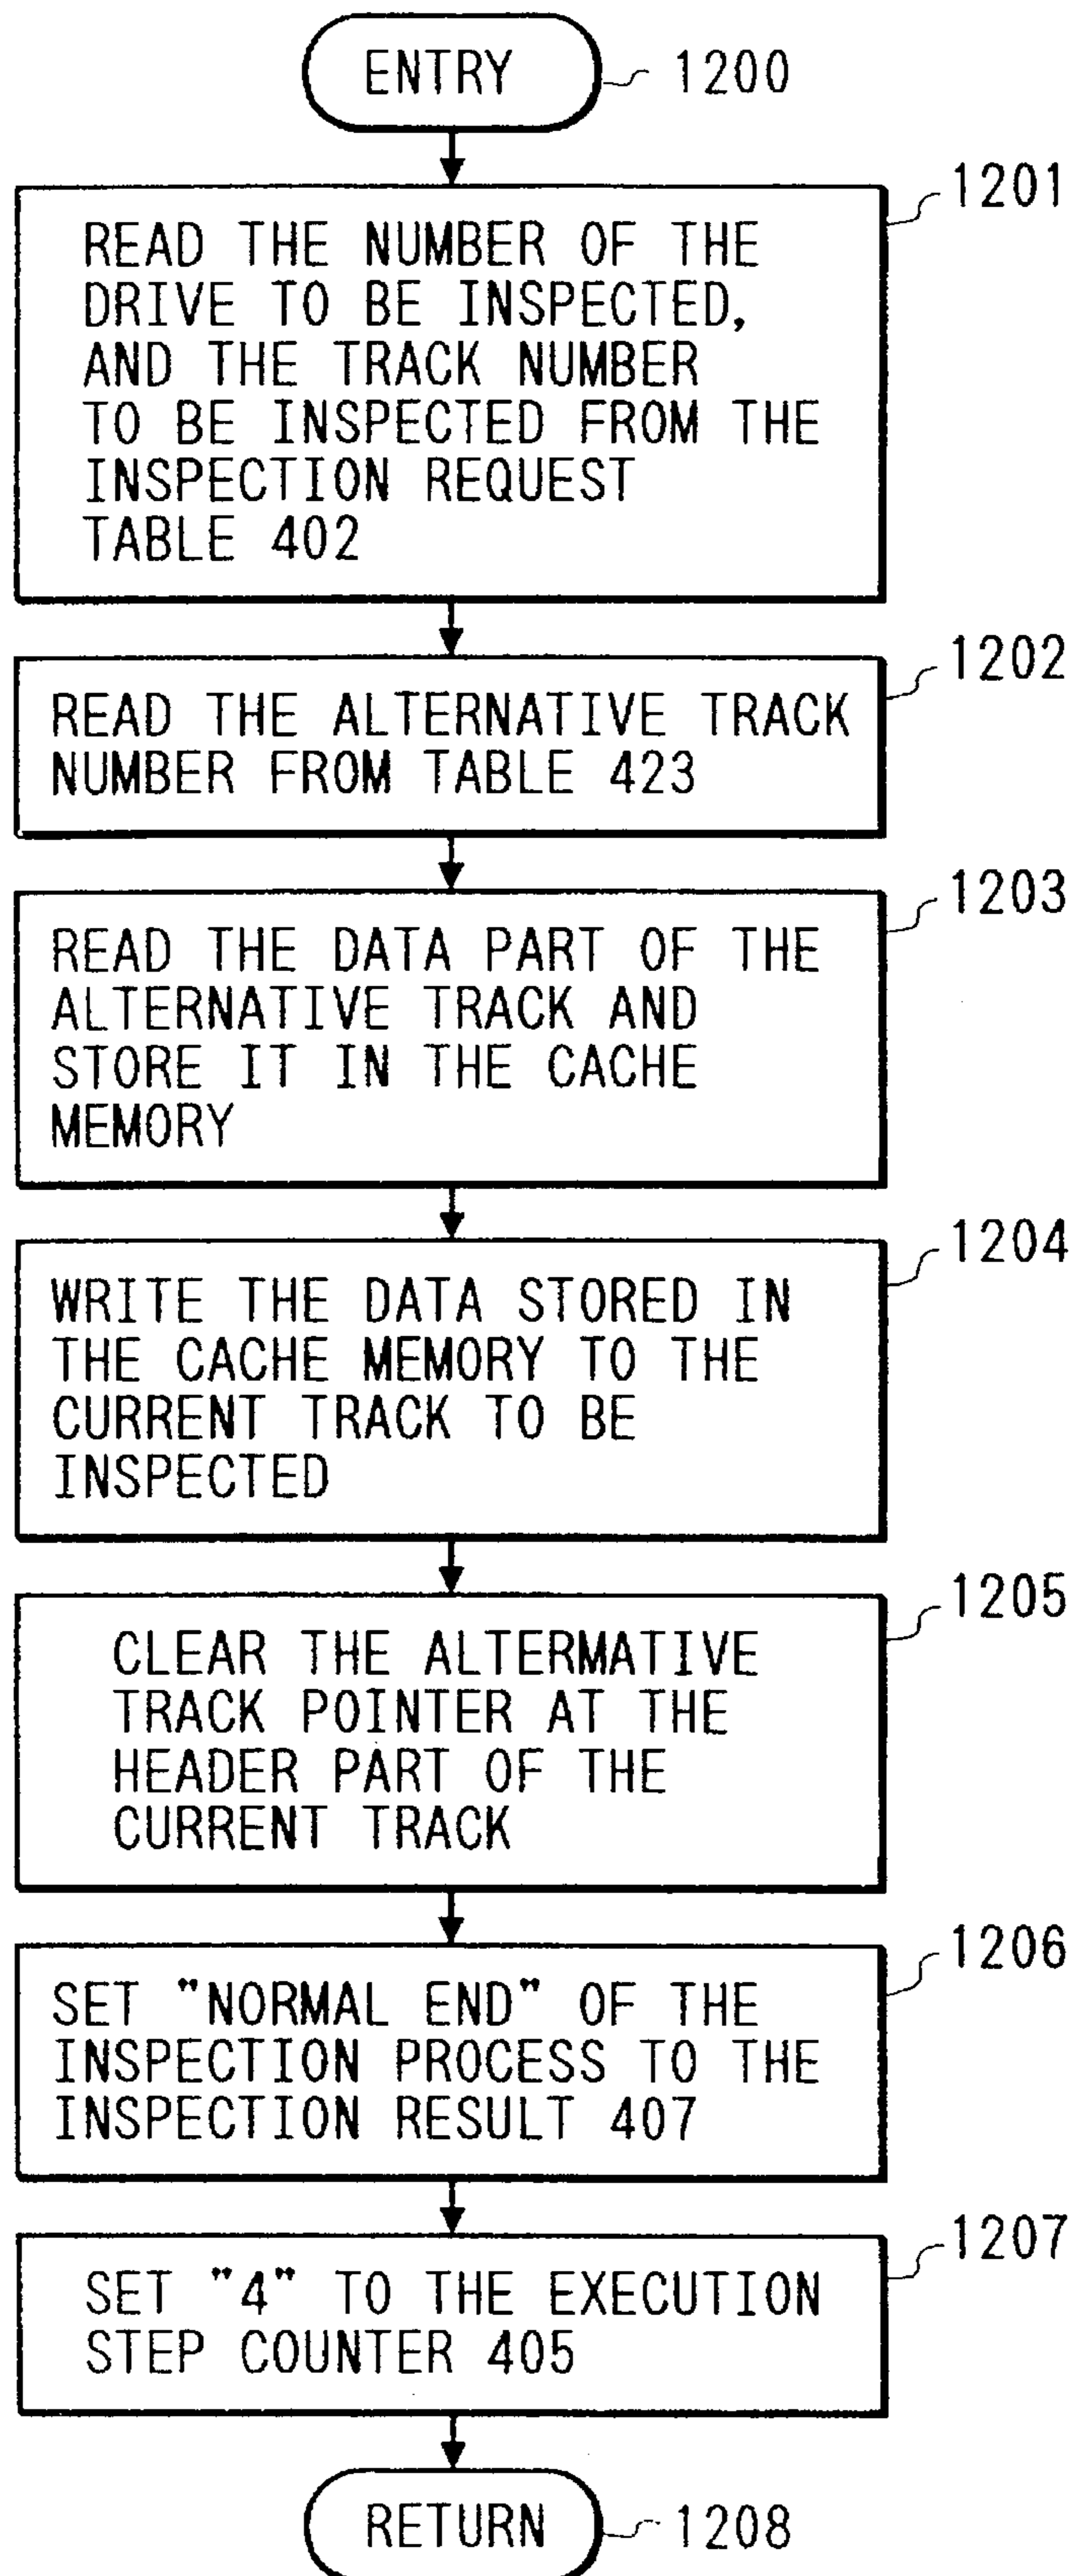 ENTRY
1200
1201
READ THE NUMBER OF THE
DRIVE TO BE INSPECTED,
AND THE TRACK NUMBER
TO BE INSPECTED FROM THE
INSPECTION REQUEST
TABLE 402
1202
READ THE ALTERNATIVE TRACK
NUMBER FROM TABLE 423
1203
READ THE DATA PART OF THE
ALTERNATIVE TRACK AND
STORE IT IN THE CACHE
MEMORY
1204
WRITE THE DATA STORED IN
THE CACHE MEMORY TO THE
CURRENT TRACK TO BE
INSPECTED
1205
CLEAR THE ALTERMATIVE
TRACK POINTER AT THE
HEADER PART OF THE
CURRENT TRACK
1206
SET "NORMAL END" OF THE
INSPECTION PROCESS TO THE
INSPECTION RESULT 407
1207
SET "4" TO THE EXECUTION
STEP COUNTER 405
RETURN
1208